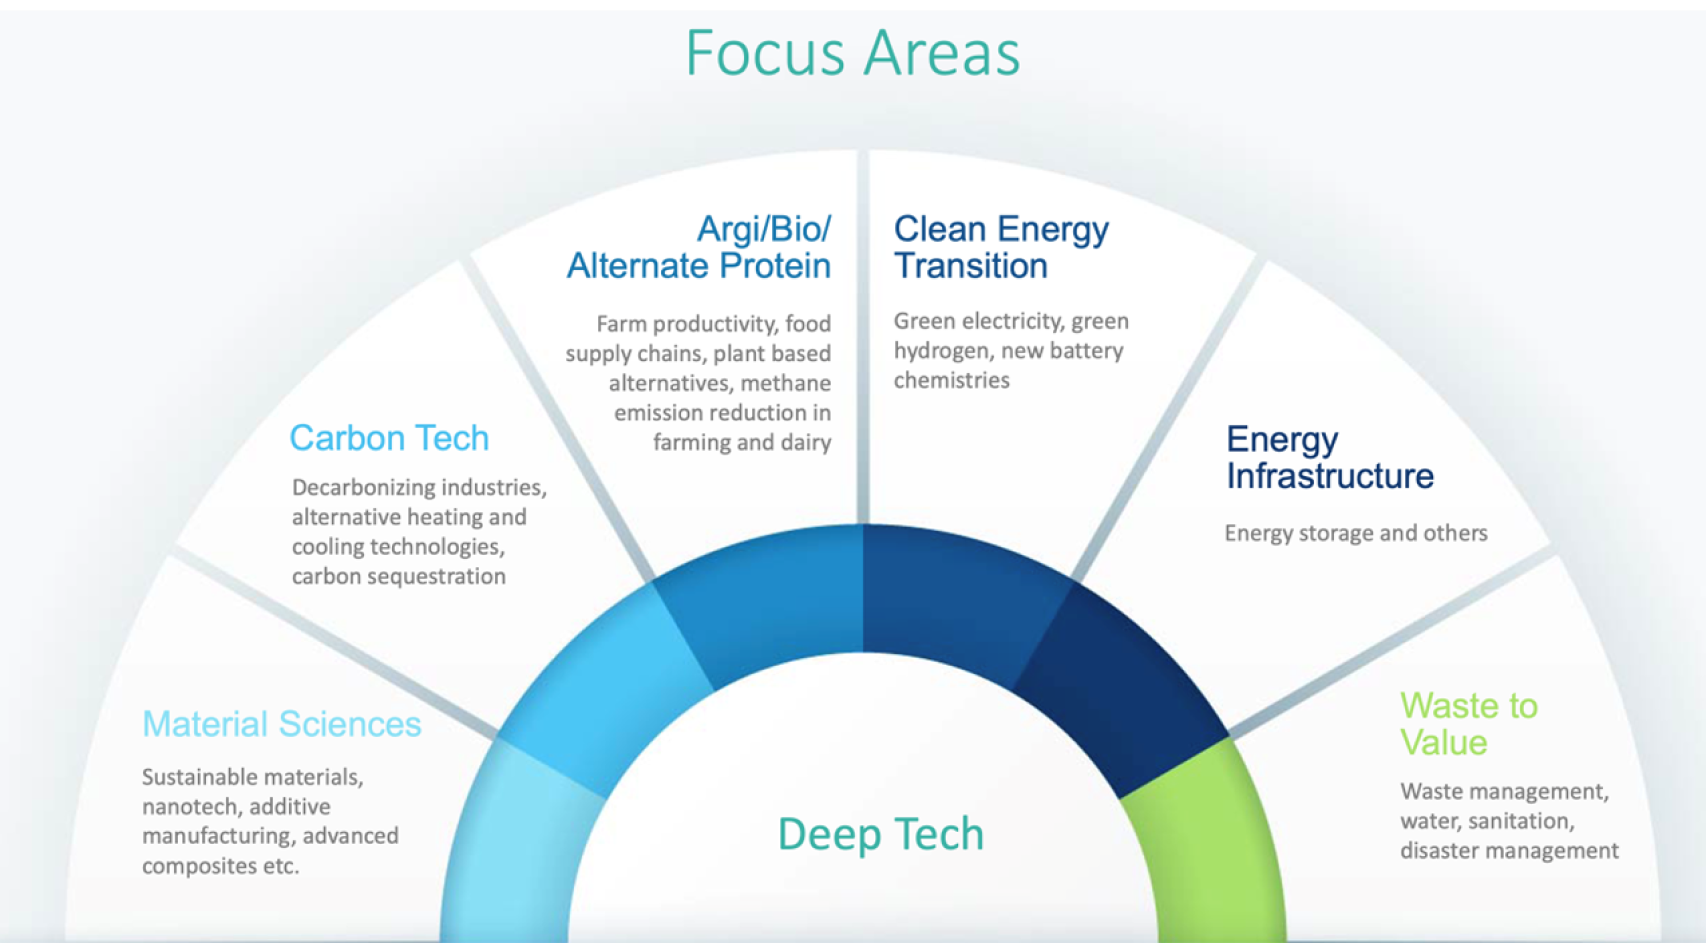 Focus Areas
Argi/Bio/
Alternate Protein
Farm productivity, food
supply chains, plant based
alternatives, methane
emission reduction in
farming and dairy
Clean Energy
Transition
Green electricity, green
hydrogen, new battery
chemistries
Carbon Tech
Decarbonizing industries,
alternative heating and
cooling technologies,
carbon sequestration
Energy
Infrastructure
Energy storage and others
Material Sciences
Sustainable materials,
nanotech, additive
manufacturing, advanced
composites etc.
Waste to
Value
Waste management,
water, sanitation,
disaster management
Deep Tech